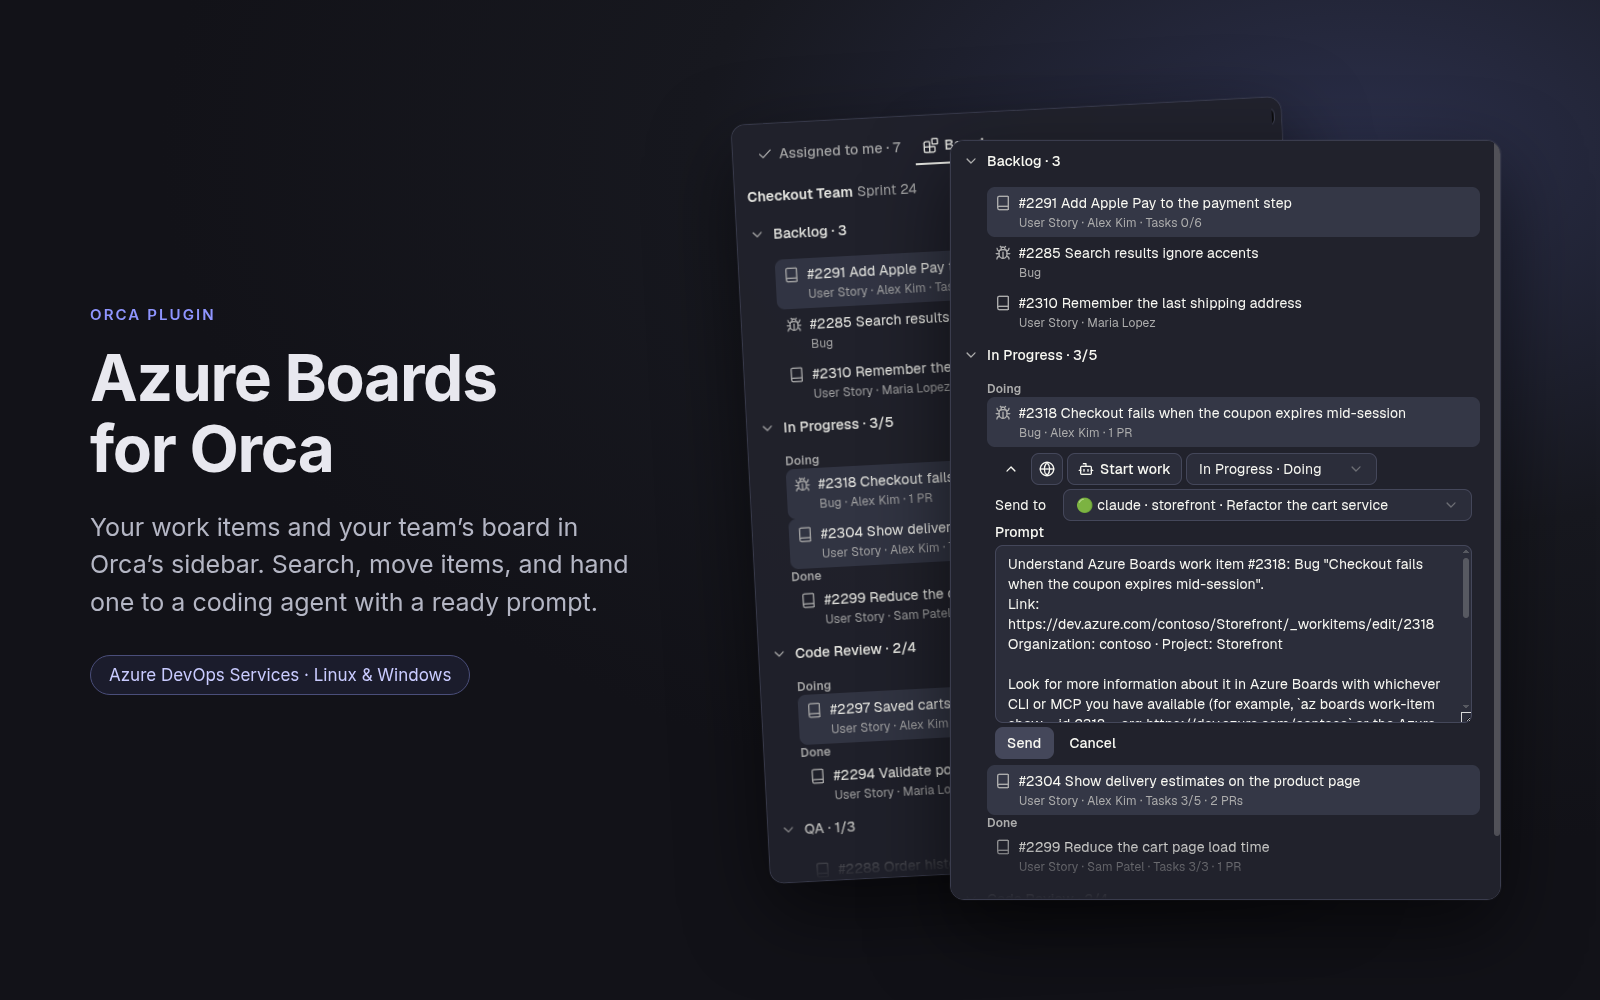 ORCA PLUGIN
Azure Boards
for Orca
Your work items and your team’s board in
Orca’s sidebar. Search, move items, and hand
one to a coding agent with a ready prompt.
Azure DevOps Services · Linux & Windows
Assigned to me · 7
Checkout Team Sprint 24
Backlog · 3
#2291 Add Apple Pay
User Story · Alex Kim ·
#2285 Search results
Bug
#2310 Remember the
User Story · Maria Lopez
In Progress · 3/5
Doing
#2318 Checkout fails
Bug · Alex Kim · 1 PR
#2304 Show
User Story · Alex Kim ·
Done
#2299 Reduce the
User Story · Sam Patel
Code Review · 2/4
Doing
#2297 Saved carts
User Story · Alex Kim
Done
#2294 Validate
User Story · Maria
QA · 1/3
#2288 Order
Backlog · 3
#2291 Add Apple Pay to the payment step
User Story · Alex Kim · Tasks 0/6
#2285 Search results ignore accents
Bug
#2310 Remember the last shipping address
User Story · Maria Lopez
In Progress · 3/5
Doing
#2318 Checkout fails when the coupon expires mid-session
Bug · Alex Kim · 1 PR
Start work
In Progress · Doing
Send to
claude · storefront · Refactor the cart service
Prompt
Understand Azure Boards work item #2318: Bug "Checkout fails
when the coupon expires mid-session".
Link:
https://dev.azure.com/contoso/Storefront/_workitems/edit/2318
Organization: contoso · Project: Storefront
Look for more information about it in Azure Boards with whichever
CLI or MCP you have available (for example, `az boards work-item
Send
Cancel
#2304 Show delivery estimates on the product page
User Story · Alex Kim · Tasks 3/5 · 2 PRs
Done
#2299 Reduce the cart page load time
User Story · Sam Patel · Tasks 3/3 · 1 PR